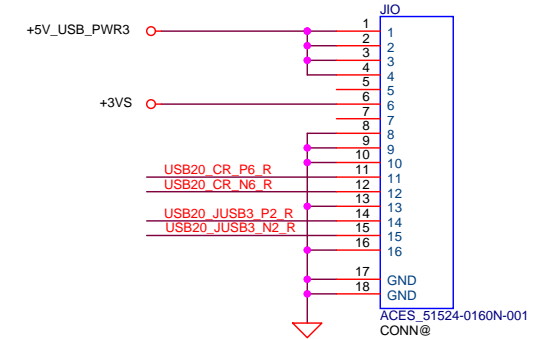 JIO
+5V_USB_PWR3
1 1
2 2
3 3
4 4
5 5
+3VS
6 6
7 7
8 8
9 9
10 10
USB20_CR_P6_R
11 11
USB20_CR_N6_R
12 12
13 13
USB20_JUSB3_P2_R
14 14
USB20_JUSB3_N2_R
15 15
16 16
17 GND
18 GND
ACES_51524-0160N-001
CONN@